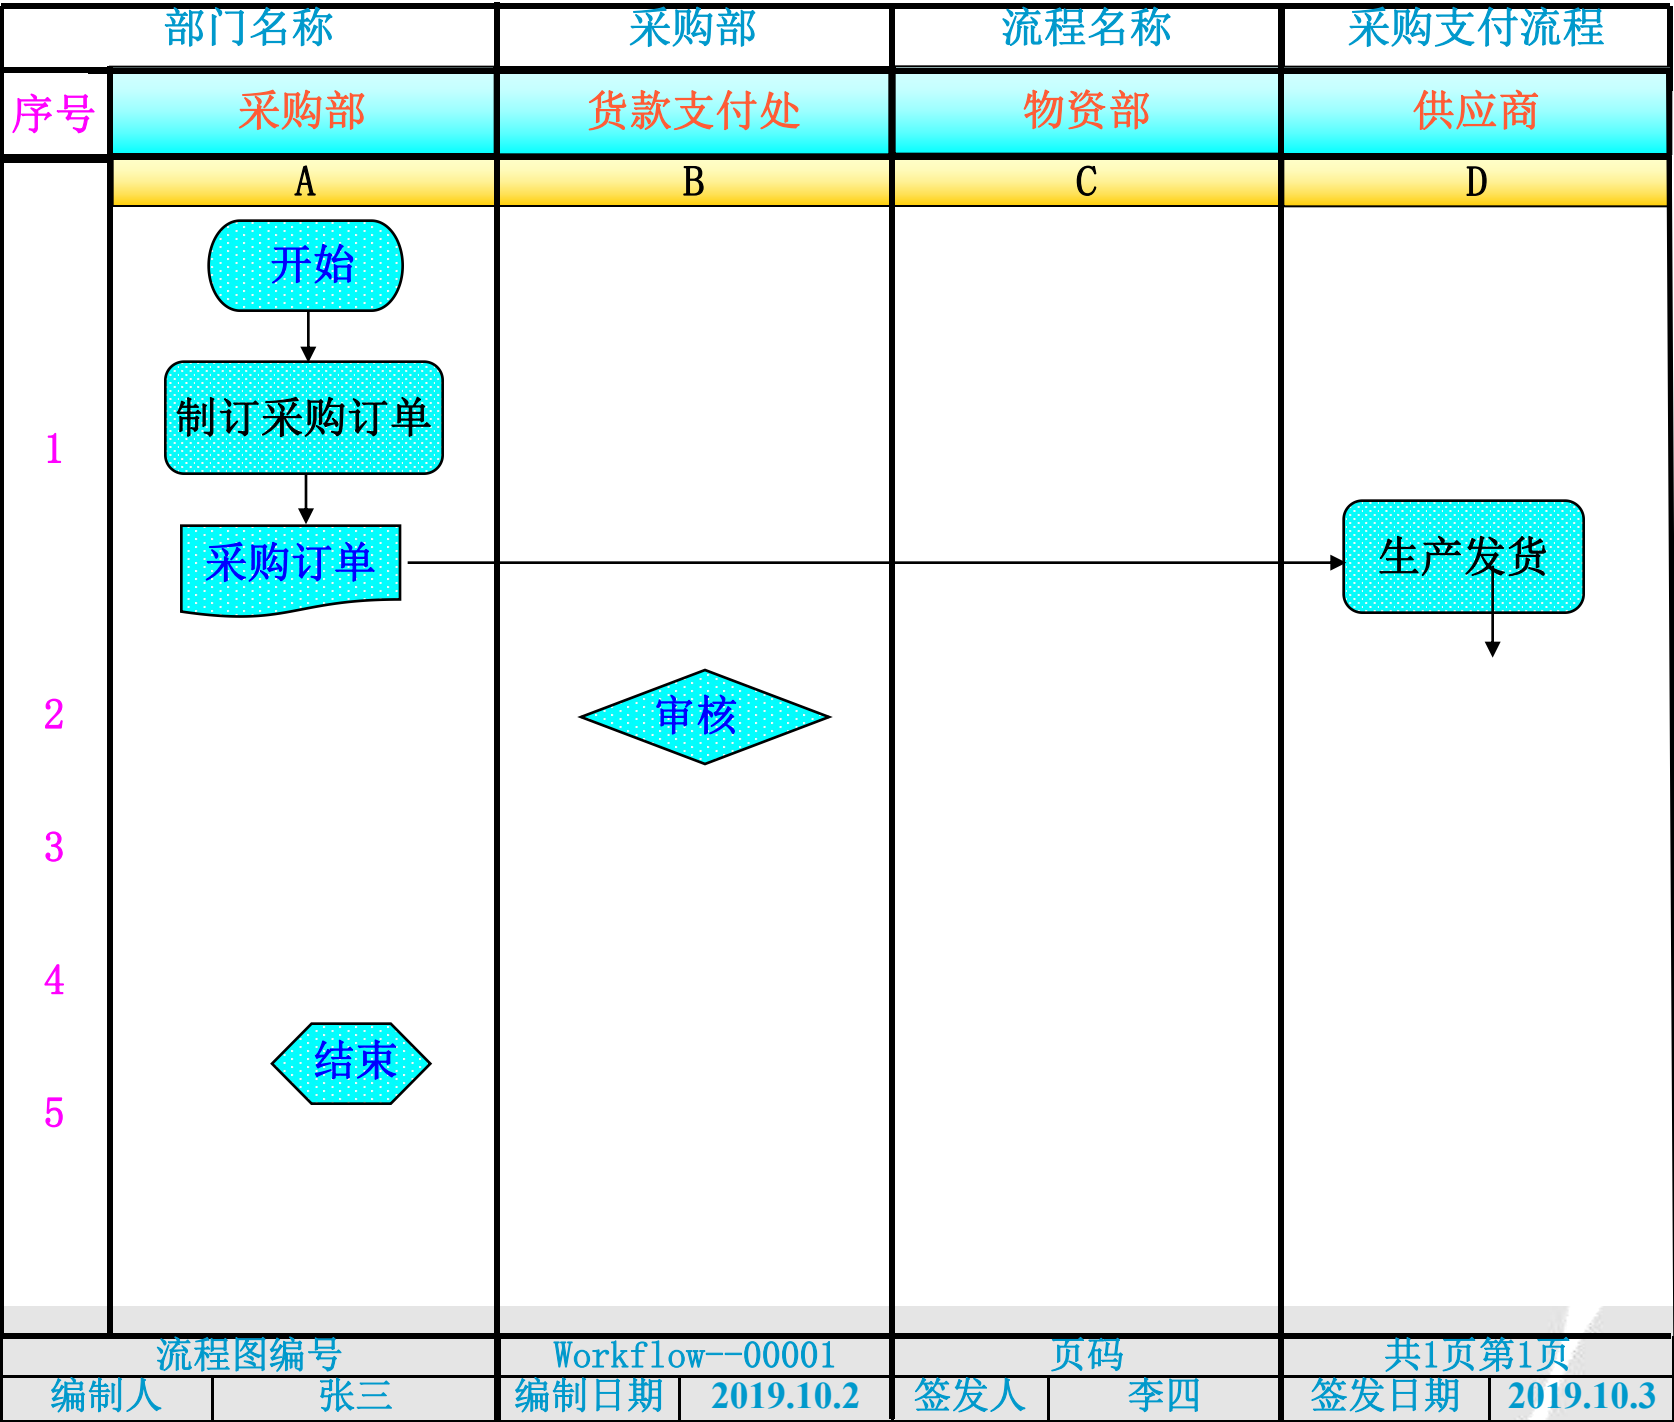 部门名称 采购部 流程名称 采购支付流程
序号 采购部 货款支付处 物资部 供应商
A B C D
开始
制订采购订单
1
采购订单 生产发货
2 审核
3
4
结束
5
流程图编号 Workflow--00001 页码 共1页第1页
编制人 张三 编制日期 2019.10.2 签发人 李四 签发日期 2019.10.3